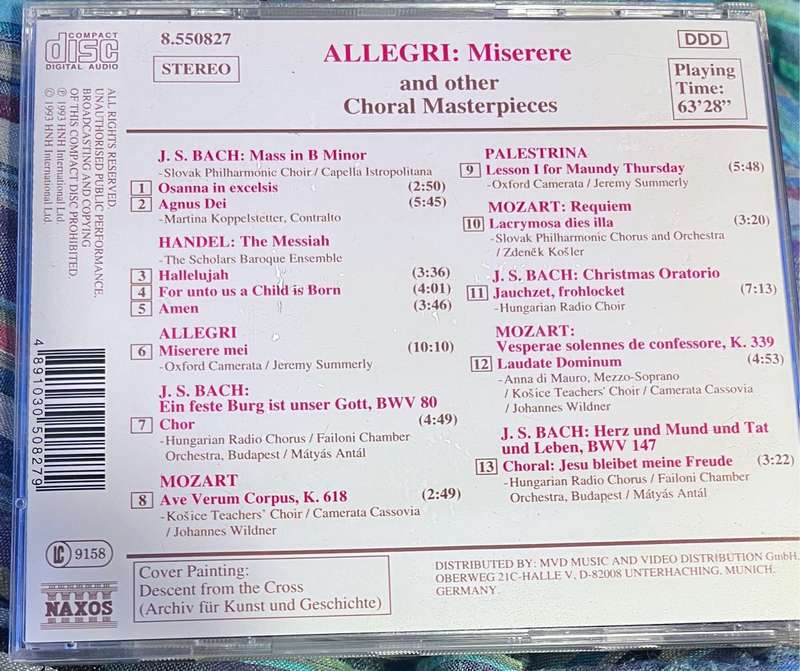 COMPACT
disc
DIGITAL AUDIO
8.550827
STEREO
ALLEGRI: Miserere
and other
Choral Masterpieces
DDD
Playing
Time:
63'28"
ALL RIGHTS RESERVED.
UNAUTHORISED PUBLIC PERFORMANCE,
BROADCASTING AND COPYING
OF THIS COMPACT DISC PROHIBITED
℗ 1993 HNH International Ltd.
© 1993 HNH International Ltd.
4891030508279
J. S. BACH: Mass in B Minor
-Slovak Philharmonic Choir / Capella Istropolitana
1 Osanna in excelsis (2:50)
2 Agnus Dei (5:45)
-Martina Koppelstetter, Contralto
HANDEL: The Messiah
-The Scholars Baroque Ensemble
3 Hallelujah (3:36)
4 For unto us a Child is Born (4:01)
5 Amen (3:46)
ALLEGRI
6 Miserere mei (10:10)
-Oxford Camerata / Jeremy Summerly
J. S. BACH:
Ein feste Burg ist unser Gott, BWV 80
7 Chor (4:49)
-Hungarian Radio Chorus / Failoni Chamber
Orchestra, Budapest / Mátyás Antál
MOZART
8 Ave Verum Corpus, K. 618 (2:49)
-Košice Teachers' Choir / Camerata Cassovia
/ Johannes Wildner
PALESTRINA
9 Lesson I for Maundy Thursday (5:48)
-Oxford Camerata / Jeremy Summerly
MOZART: Requiem
10 Lacrymosa dies illa (3:20)
-Slovak Philharmonic Chorus and Orchestra
/ Zdeněk Košler
J. S. BACH: Christmas Oratorio
11 Jauchzet, frohlocket (7:13)
-Hungarian Radio Choir
MOZART:
Vesperae solennes de confessore, K. 339
12 Laudate Dominum (4:53)
-Anna di Mauro, Mezzo-Soprano
/ Košice Teachers' Choir / Camerata Cassovia
/ Johannes Wildner
J. S. BACH: Herz und Mund und Tat
und Leben, BWV 147
13 Choral: Jesu bleibet meine Freude (3:22)
-Hungarian Radio Chorus / Failoni Chamber
Orchestra, Budapest / Mátyás Antál
LC 9158
NAXOS
Cover Painting:
Descent from the Cross
(Archiv für Kunst und Geschichte)
DISTRIBUTED BY: MVD MUSIC AND VIDEO DISTRIBUTION GmbH,
OBERWEG 21C-HALLE V, D-82008 UNTERHACHING, MUNICH.
GERMANY.